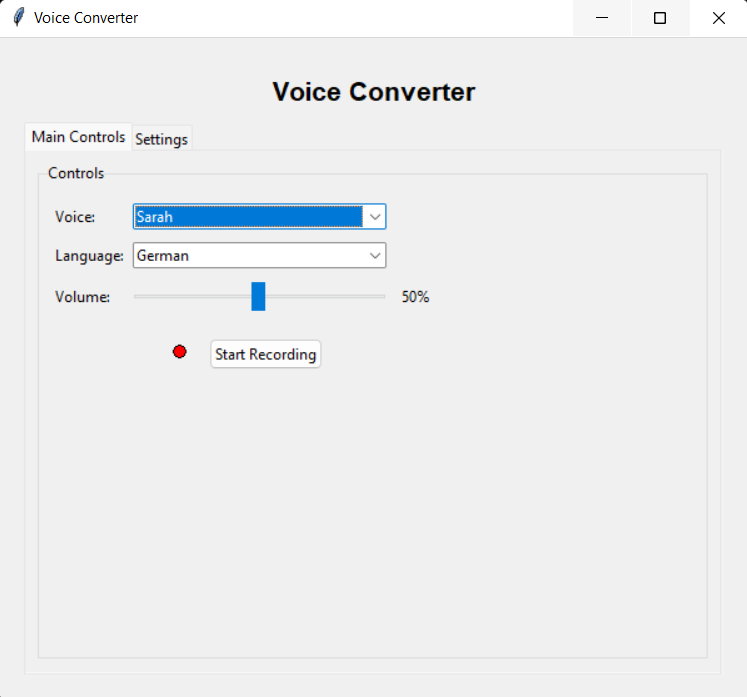 Voice Converter
Voice Converter
Main Controls Settings
Controls
Voice: Sarah
Language: German
Volume: 50%
Start Recording